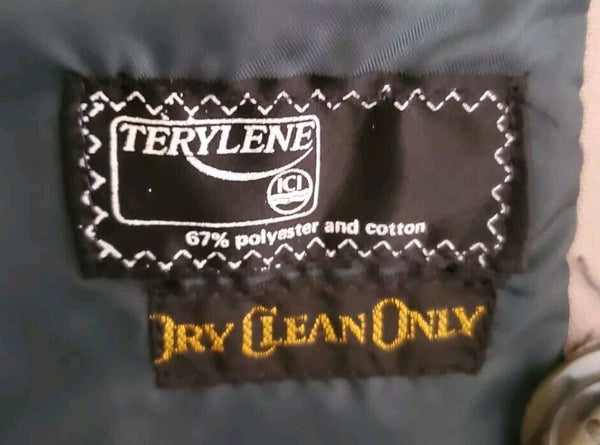 TERYLENE
ICI
67% polyester and cotton
DRY CLEAN ONLY